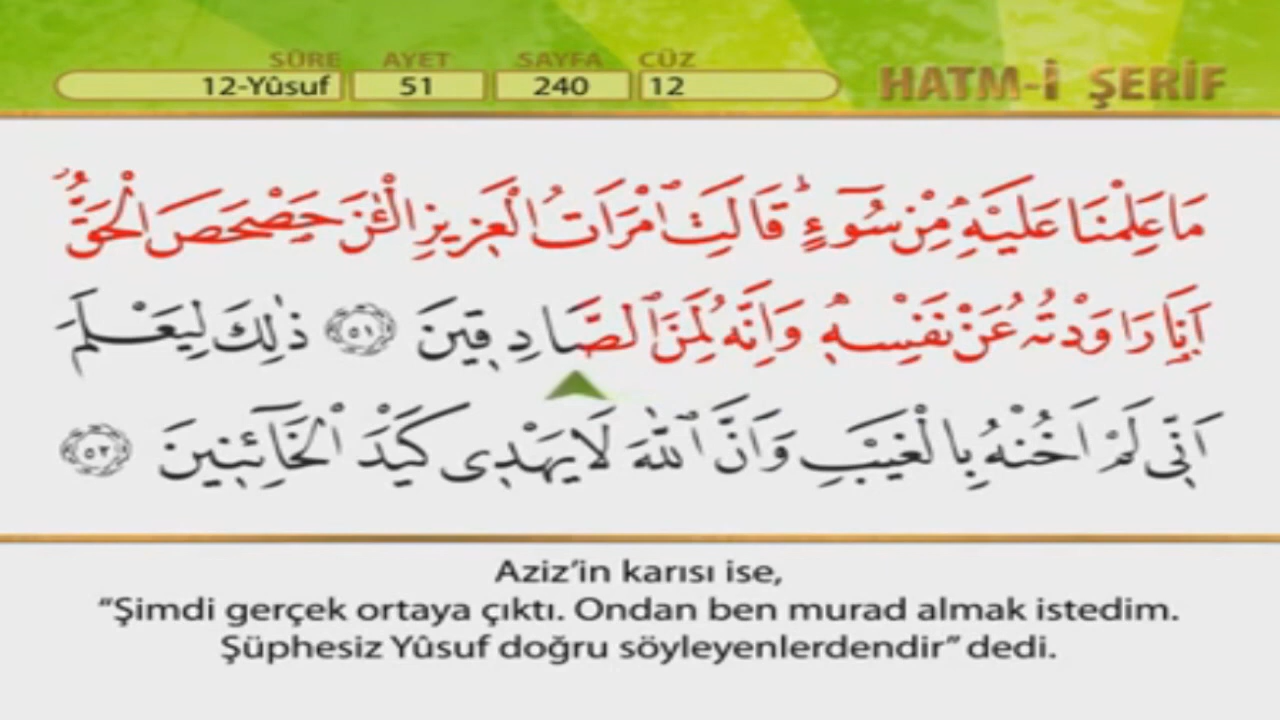 SÛRE AYET SAYFA CÜZ
12-Yûsuf 51 240 12
HATM-İ ŞERİF
مَا عَلِمْنَا عَلَيْهِ مِنْ سُٓوءٍۜ قَالَتِ امْرَاَتُ الْعَز۪يزِ الْـٰٔنَ حَصْحَصَ الْحَقُّۘ
اَنَا۬ رَاوَدْتُهُ عَنْ نَفْسِه۪ وَاِنَّهُ لَمِنَ الصَّادِق۪ينَ ﴿٥١﴾ ذٰلِكَ لِيَعْلَمَ
اَنّ۪ي لَمْ اَخُنْهُ بِالْغَيْبِ وَاَنَّ اللّٰهَ لَا يَهْد۪ي كَيْدَ الْخَٓائِن۪ينَ ﴿٥٢﴾
Aziz’in karısı ise,
“Şimdi gerçek ortaya çıktı. Ondan ben murad almak istedim.
Şüphesiz Yûsuf doğru söyleyenlerdendir” dedi.